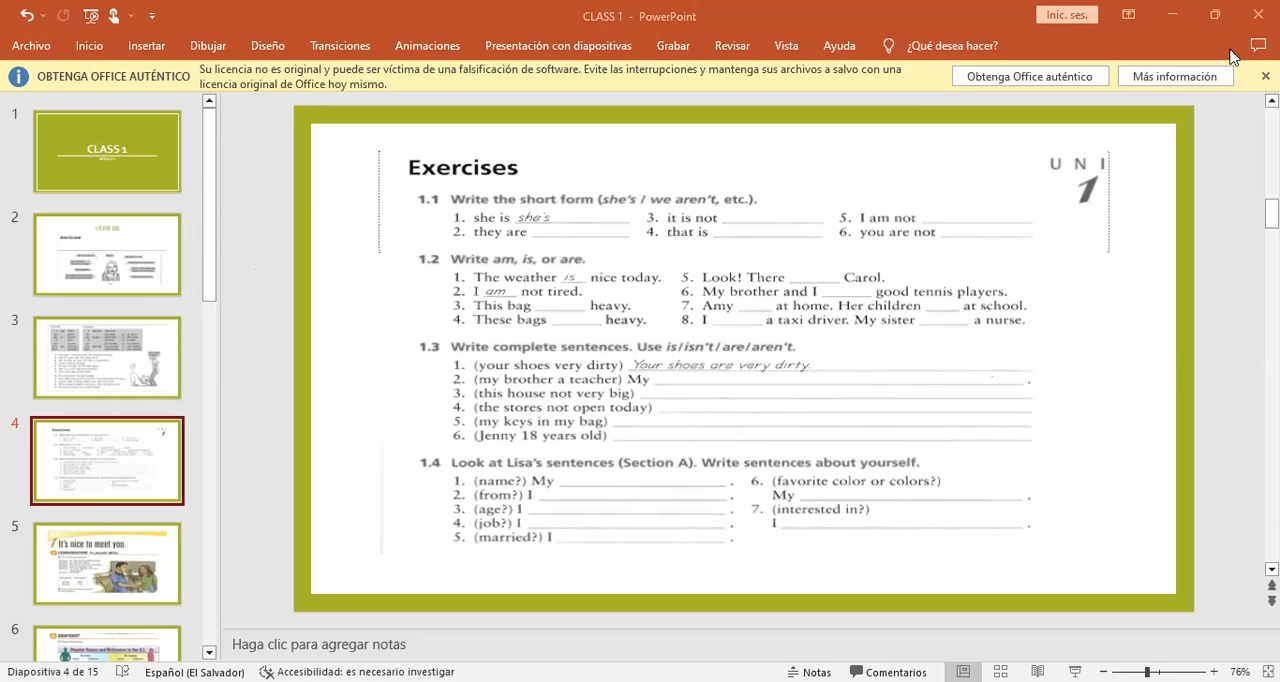 CLASS 1 - PowerPoint
Inic. ses.
Archivo Inicio Insertar Dibujar Diseño Transiciones Animaciones Presentación con diapositivas Grabar Revisar Vista Ayuda ¿Qué desea hacer?
OBTENGA OFFICE AUTÉNTICO Su licencia no es original y puede ser víctima de una falsificación de software. Evite las interrupciones y mantenga sus archivos a salvo con una
licencia original de Office hoy mismo.
Obtenga Office auténtico Más información
1
CLASS 1
2
VERB BE
3
4
Exercises
5
1 It's nice to meet you.
6
SNAPSHOT
Exercises
U N I
1
1.1 Write the short form (she's / we aren't, etc.).
1. she is she's 3. it is not 5. I am not
2. they are 4. that is 6. you are not
1.2 Write am, is, or are.
1. The weather is nice today. 5. Look! There Carol.
2. I am not tired. 6. My brother and I good tennis players.
3. This bag heavy. 7. Amy at home. Her children at school.
4. These bags heavy. 8. I a taxi driver. My sister a nurse.
1.3 Write complete sentences. Use is/isn't/are/aren't.
1. (your shoes very dirty) Your shoes are very dirty.
2. (my brother a teacher) My .
3. (this house not very big)
4. (the stores not open today)
5. (my keys in my bag)
6. (Jenny 18 years old)
1.4 Look at Lisa's sentences (Section A). Write sentences about yourself.
1. (name?) My . 6. (favorite color or colors?)
2. (from?) I . My .
3. (age?) I . 7. (interested in?)
4. (job?) I . I .
5. (married?) I .
Haga clic para agregar notas
Diapositiva 4 de 15 Español (El Salvador) Accesibilidad: es necesario investigar Notas Comentarios 76%